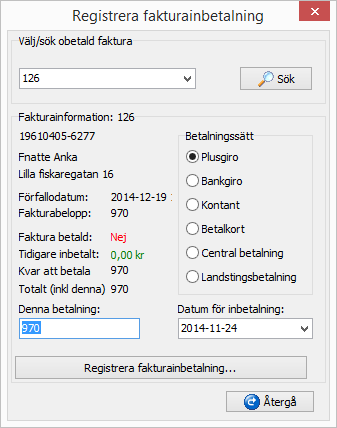 Registrera fakturainbetalning
Välj/sök obetald faktura
126
Sök
Fakturainformation: 126
19610405-6277
Fnatte Anka
Lilla fiskaregatan 16
Förfallodatum: 2014-12-19
Fakturabelopp: 970
Faktura betald: Nej
Tidigare inbetalt: 0,00 kr
Kvar att betala 970
Totalt (inkl denna) 970
Betalningssätt
Plusgiro
Bankgiro
Kontant
Betalkort
Central betalning
Landstingsbetalning
Denna betalning:
970
Datum för inbetalning:
2014-11-24
Registrera fakturainbetalning...
Återgå